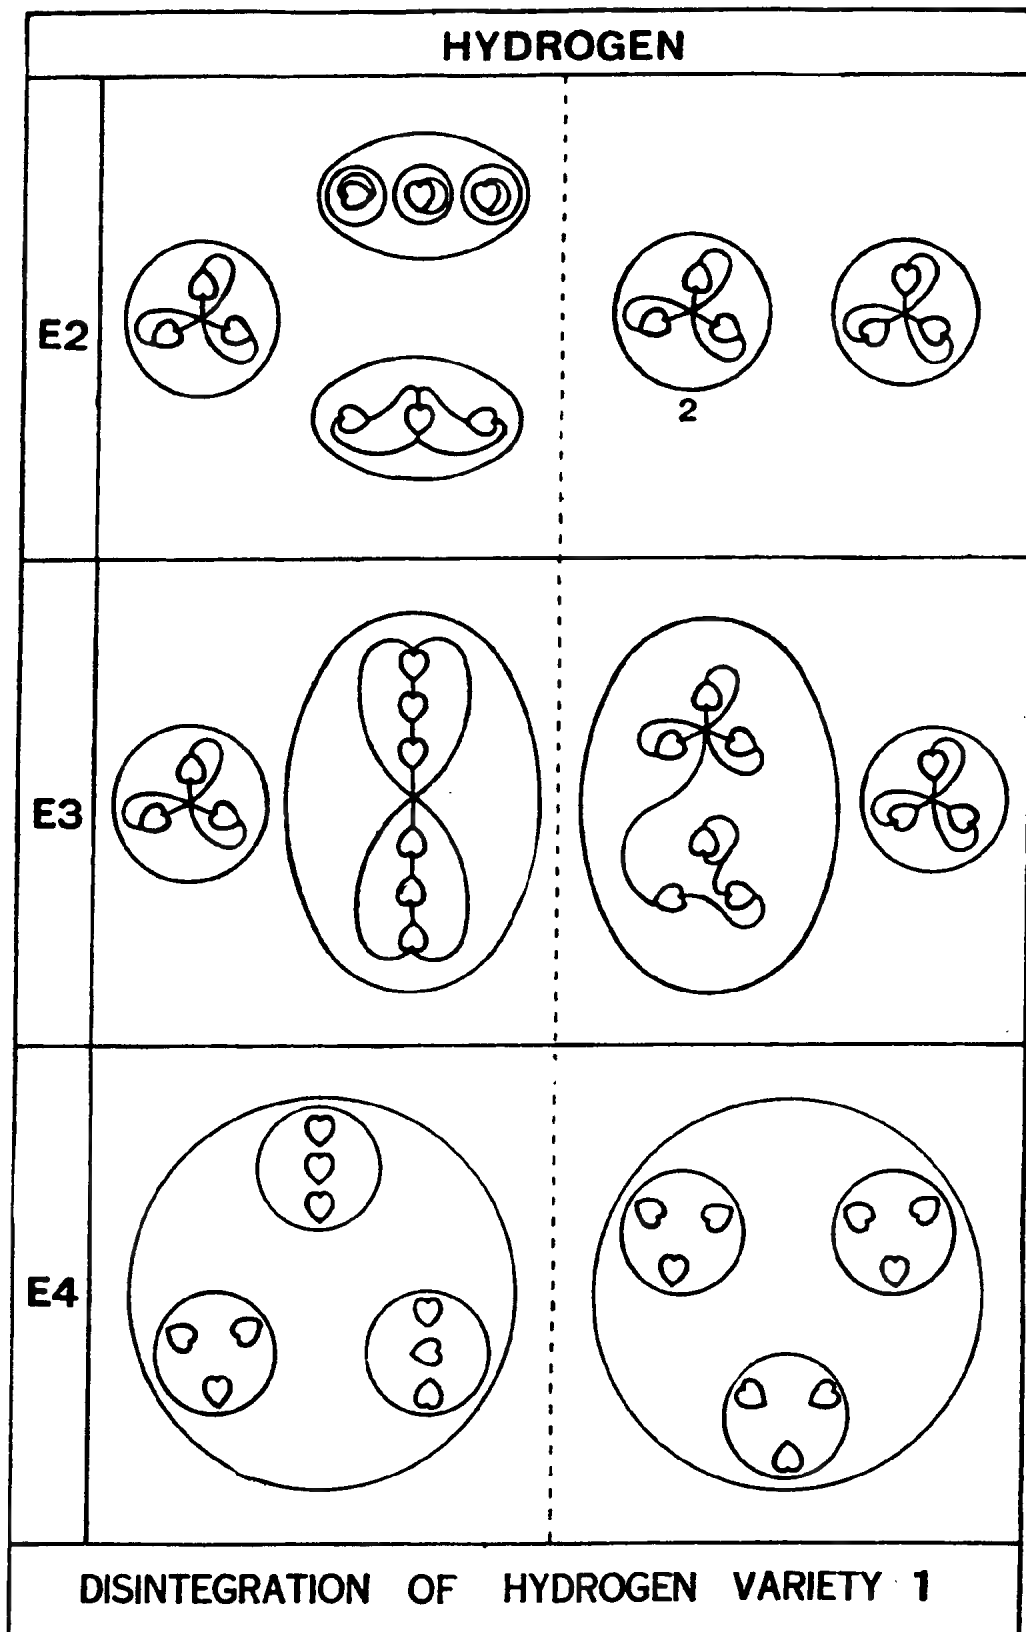 HYDROGEN
E2
2
E3
E4
DISINTEGRATION OF HYDROGEN VARIETY 1